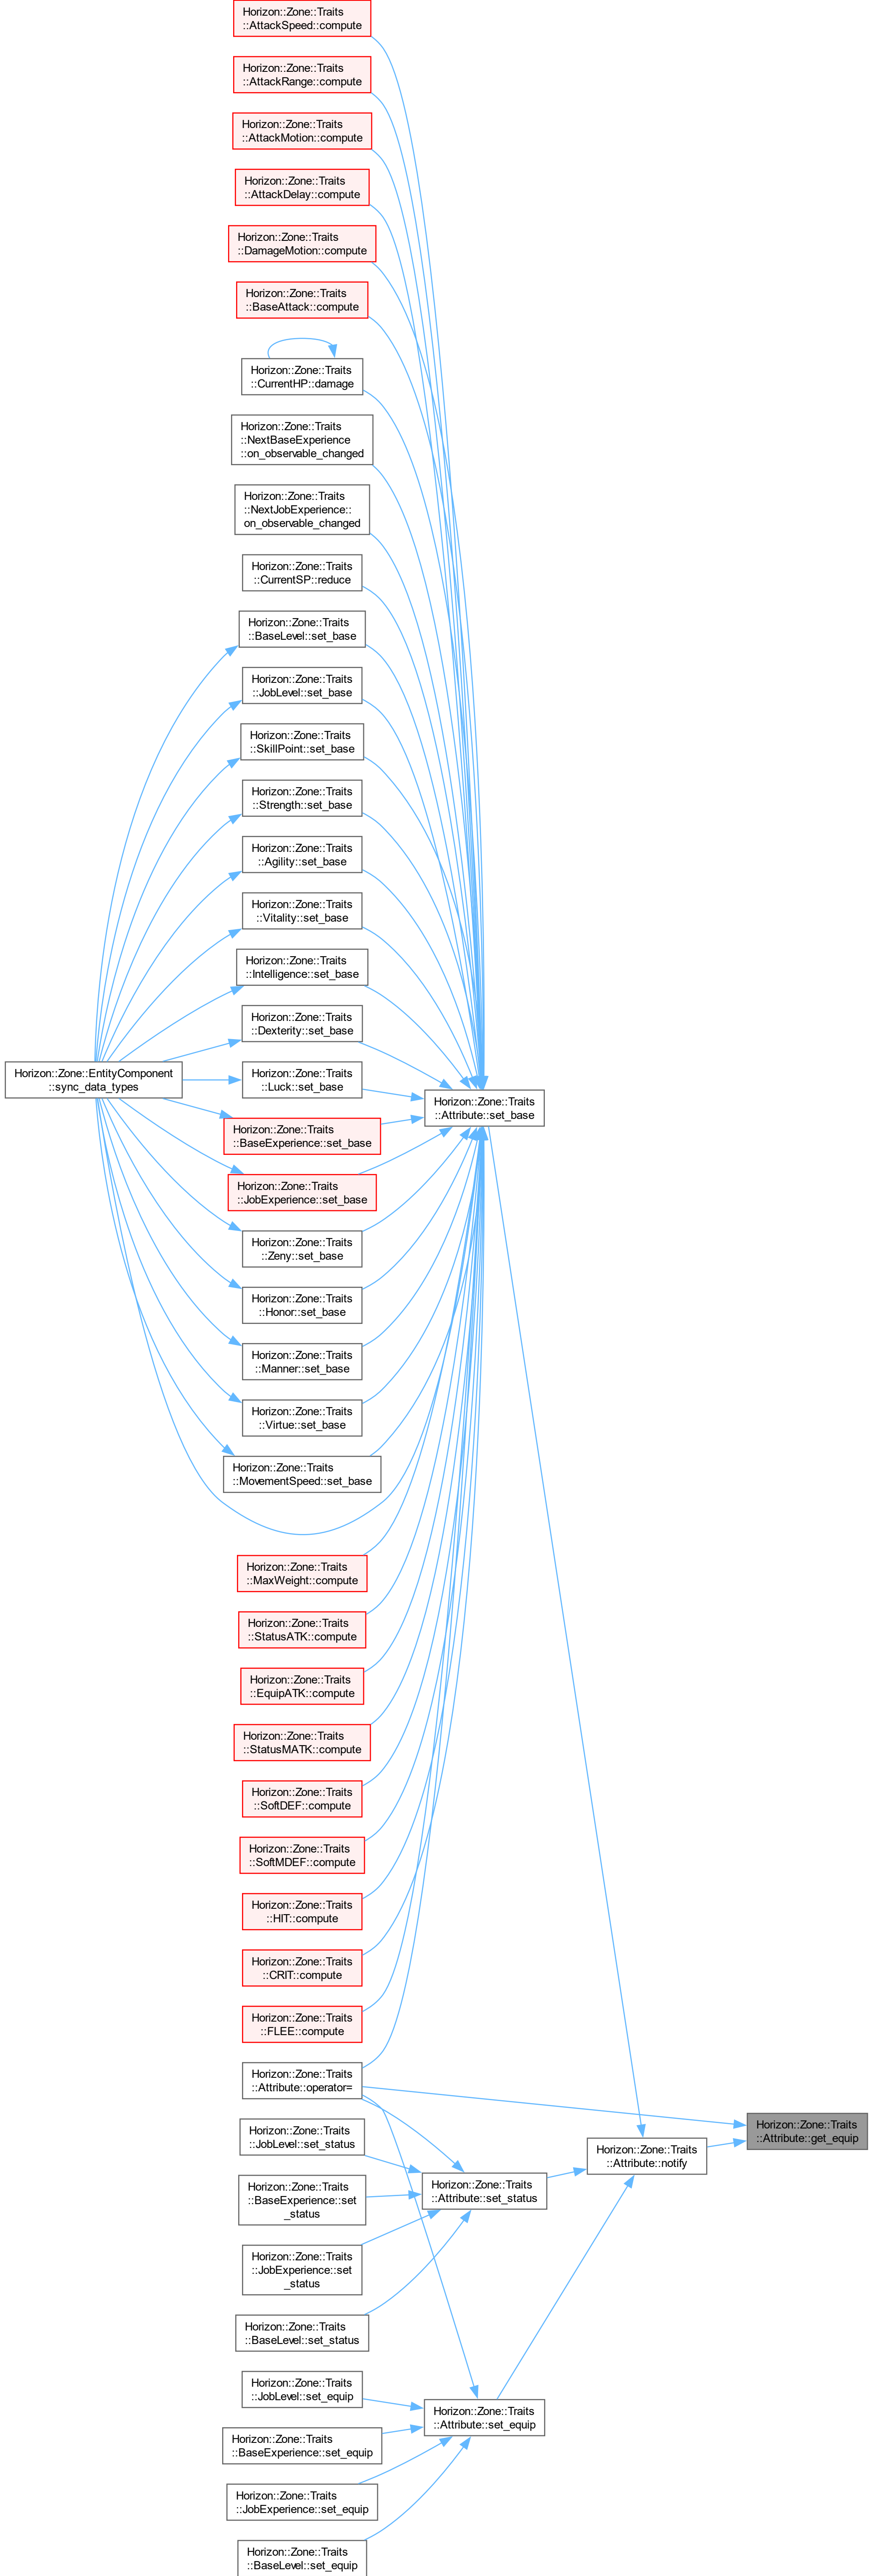 Horizon::Zone::Traits
::AttackSpeed::compute
Horizon::Zone::Traits
::AttackRange::compute
Horizon::Zone::Traits
::AttackMotion::compute
Horizon::Zone::Traits
::AttackDelay::compute
Horizon::Zone::Traits
::DamageMotion::compute
Horizon::Zone::Traits
::BaseAttack::compute
Horizon::Zone::Traits
::CurrentHP::damage
Horizon::Zone::Traits
::NextBaseExperience
::on_observable_changed
Horizon::Zone::Traits
::NextJobExperience::
on_observable_changed
Horizon::Zone::Traits
::CurrentSP::reduce
Horizon::Zone::Traits
::BaseLevel::set_base
Horizon::Zone::Traits
::JobLevel::set_base
Horizon::Zone::Traits
::SkillPoint::set_base
Horizon::Zone::Traits
::Strength::set_base
Horizon::Zone::Traits
::Agility::set_base
Horizon::Zone::Traits
::Vitality::set_base
Horizon::Zone::Traits
::Intelligence::set_base
Horizon::Zone::Traits
::Dexterity::set_base
Horizon::Zone::EntityComponent
::sync_data_types
Horizon::Zone::Traits
::Luck::set_base
Horizon::Zone::Traits
::Attribute::set_base
Horizon::Zone::Traits
::BaseExperience::set_base
Horizon::Zone::Traits
::JobExperience::set_base
Horizon::Zone::Traits
::Zeny::set_base
Horizon::Zone::Traits
::Honor::set_base
Horizon::Zone::Traits
::Manner::set_base
Horizon::Zone::Traits
::Virtue::set_base
Horizon::Zone::Traits
::MovementSpeed::set_base
Horizon::Zone::Traits
::MaxWeight::compute
Horizon::Zone::Traits
::StatusATK::compute
Horizon::Zone::Traits
::EquipATK::compute
Horizon::Zone::Traits
::StatusMATK::compute
Horizon::Zone::Traits
::SoftDEF::compute
Horizon::Zone::Traits
::SoftMDEF::compute
Horizon::Zone::Traits
::HIT::compute
Horizon::Zone::Traits
::CRIT::compute
Horizon::Zone::Traits
::FLEE::compute
Horizon::Zone::Traits
::Attribute::operator=
Horizon::Zone::Traits
::Attribute::get_equip
Horizon::Zone::Traits
::JobLevel::set_status
Horizon::Zone::Traits
::Attribute::notify
Horizon::Zone::Traits
::Attribute::set_status
Horizon::Zone::Traits
::BaseExperience::set
_status
Horizon::Zone::Traits
::JobExperience::set
_status
Horizon::Zone::Traits
::BaseLevel::set_status
Horizon::Zone::Traits
::JobLevel::set_equip
Horizon::Zone::Traits
::Attribute::set_equip
Horizon::Zone::Traits
::BaseExperience::set_equip
Horizon::Zone::Traits
::JobExperience::set_equip
Horizon::Zone::Traits
::BaseLevel::set_equip